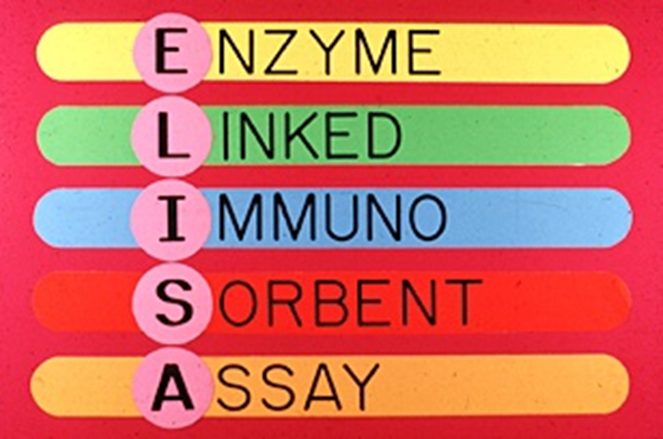 ENZYME
LINKED
IMMUNO
SORBENT
ASSAY